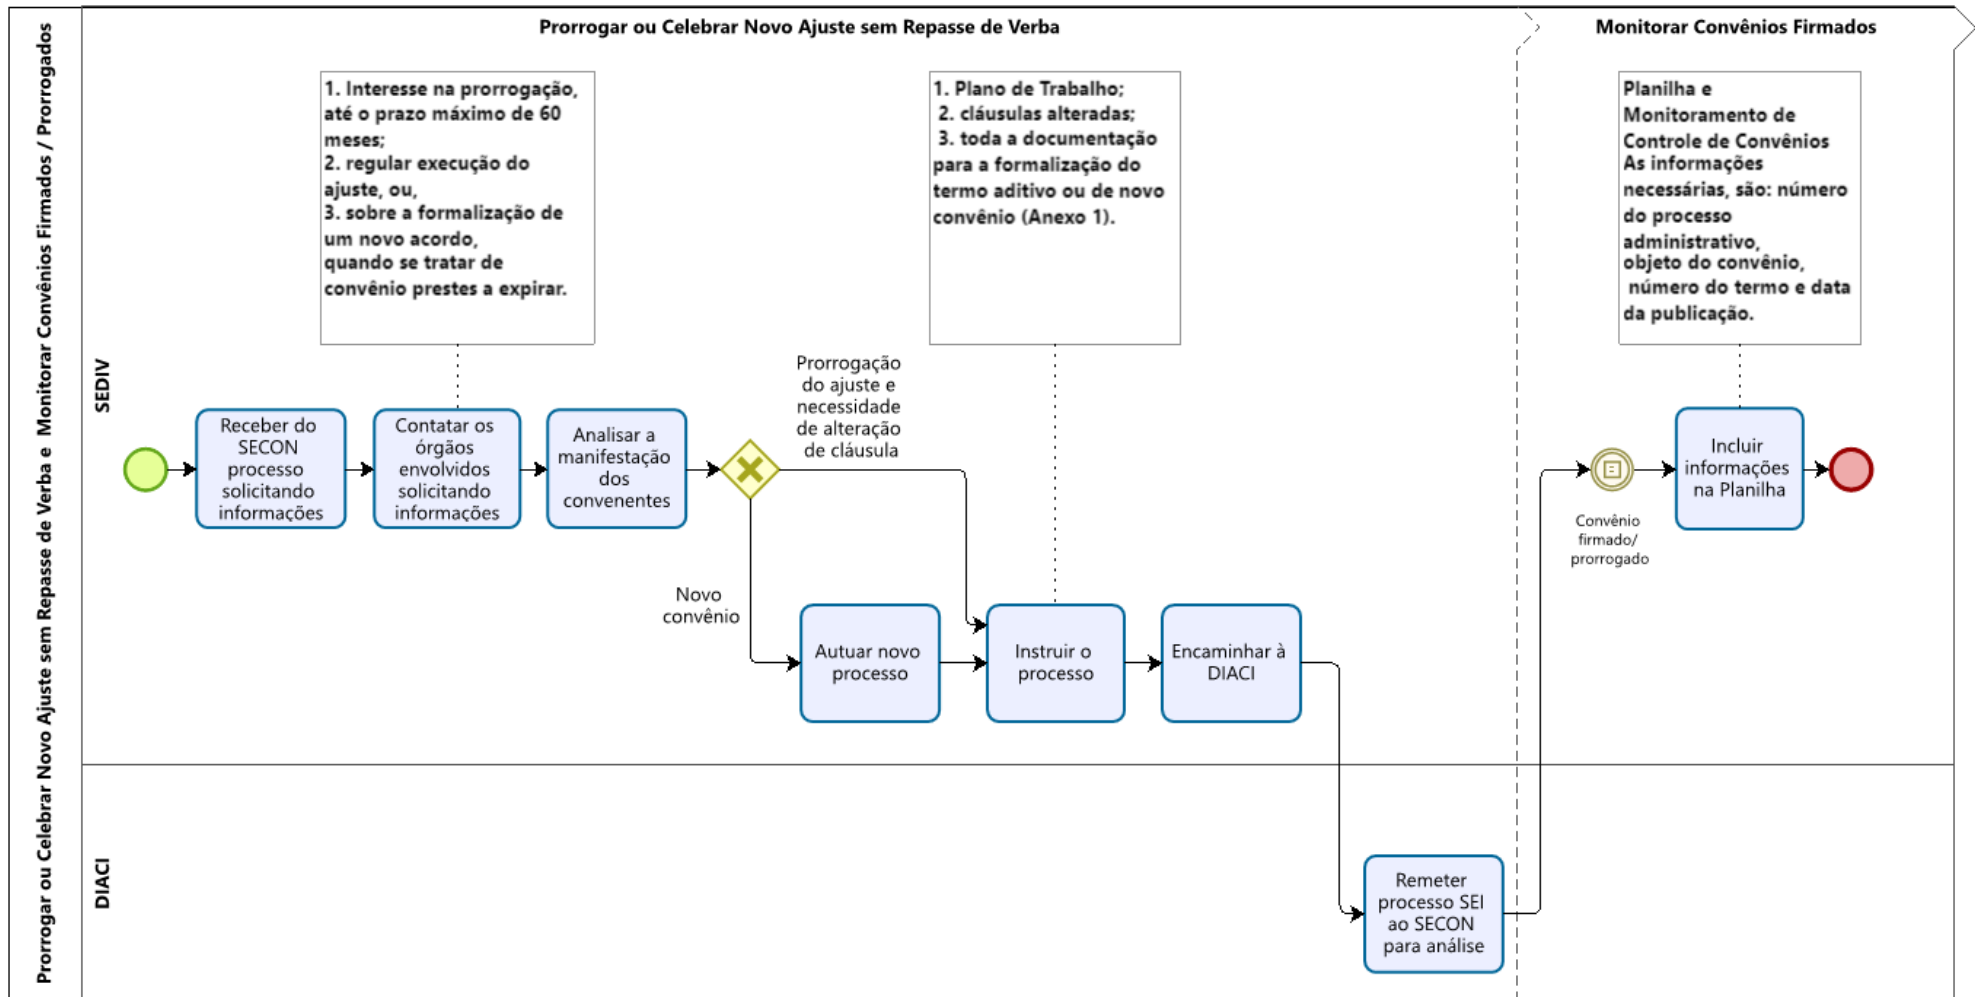 Prorrogar ou Celebrar Novo Ajuste sem Repasse de Verba e  Monitorar Convênios Firmados / Prorrogados
Prorrogar ou Celebrar Novo Ajuste sem Repasse de Verba
Monitorar Convênios Firmados
SEDIV
1. Interesse na prorrogação,
até o prazo máximo de 60
meses;
2. regular execução do
ajuste, ou,
3. sobre a formalização de
um novo acordo,
quando se tratar de
convênio prestes a expirar.
1. Plano de Trabalho;
2. cláusulas alteradas;
3. toda a documentação
para a formalização do
termo aditivo ou de novo
convênio (Anexo 1).
Planilha e
Monitoramento de
Controle de Convênios
As informações
necessárias, são: número
do processo
administrativo,
objeto do convênio,
número do termo e data
da publicação.
Receber do
SECON
processo
solicitando
informações
Contatar os
órgãos
envolvidos
solicitando
informações
Analisar a
manifestação
dos
convenentes
Prorrogação
do ajuste e
necessidade
de alteração
de cláusula
Novo
convênio
Autuar novo
processo
Instruir o
processo
Encaminhar à
DIACI
Convênio
firmado/
prorrogado
Incluir
informações
na Planilha
DIACI
Remeter
processo SEI
ao SECON
para análise